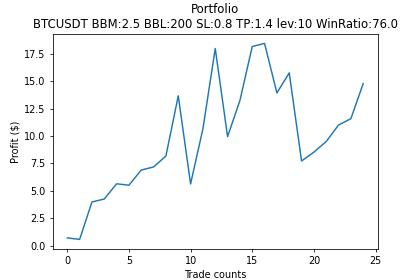 Portfolio
BTCUSDT BBM:2.5 BBL:200 SL:0.8 TP:1.4 lev:10 WinRatio:76.0
17.5
15.0
12.5
10.0
7.5
5.0
2.5
0.0
Profit ($)
0 5 10 15 20 25
Trade counts